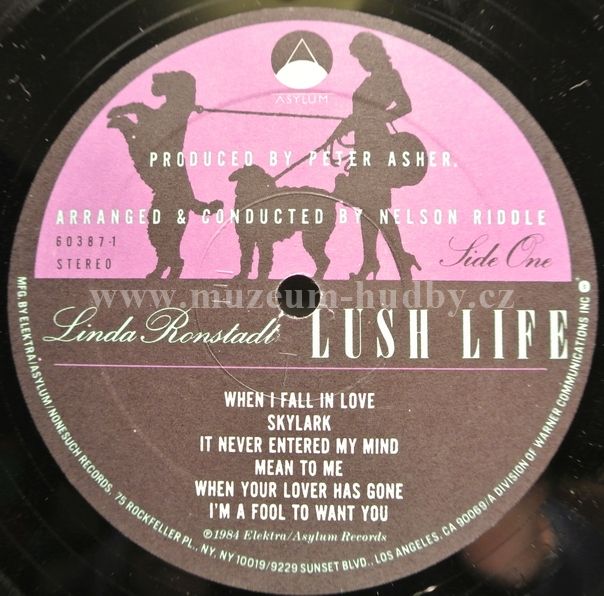 ASYLUM
PRODUCED BY PETER ASHER.
ARRANGED & CONDUCTED BY NELSON RIDDLE
60387-1
STEREO
Side One
www.muzeum-hudby.cz
Linda Ronstadt LUSH LIFE
WHEN I FALL IN LOVE
SKYLARK
IT NEVER ENTERED MY MIND
MEAN TO ME
WHEN YOUR LOVER HAS GONE
I'M A FOOL TO WANT YOU
©1984 Elektra/Asylum Records
MFG. BY ELEKTRA/ASYLUM/NONESUCH RECORDS, 75 ROCKFELLER PL., NY, NY 10019/9229 SUNSET BLVD., LOS ANGELES, CA 90069/A DIVISION OF WARNER COMMUNICATIONS INC